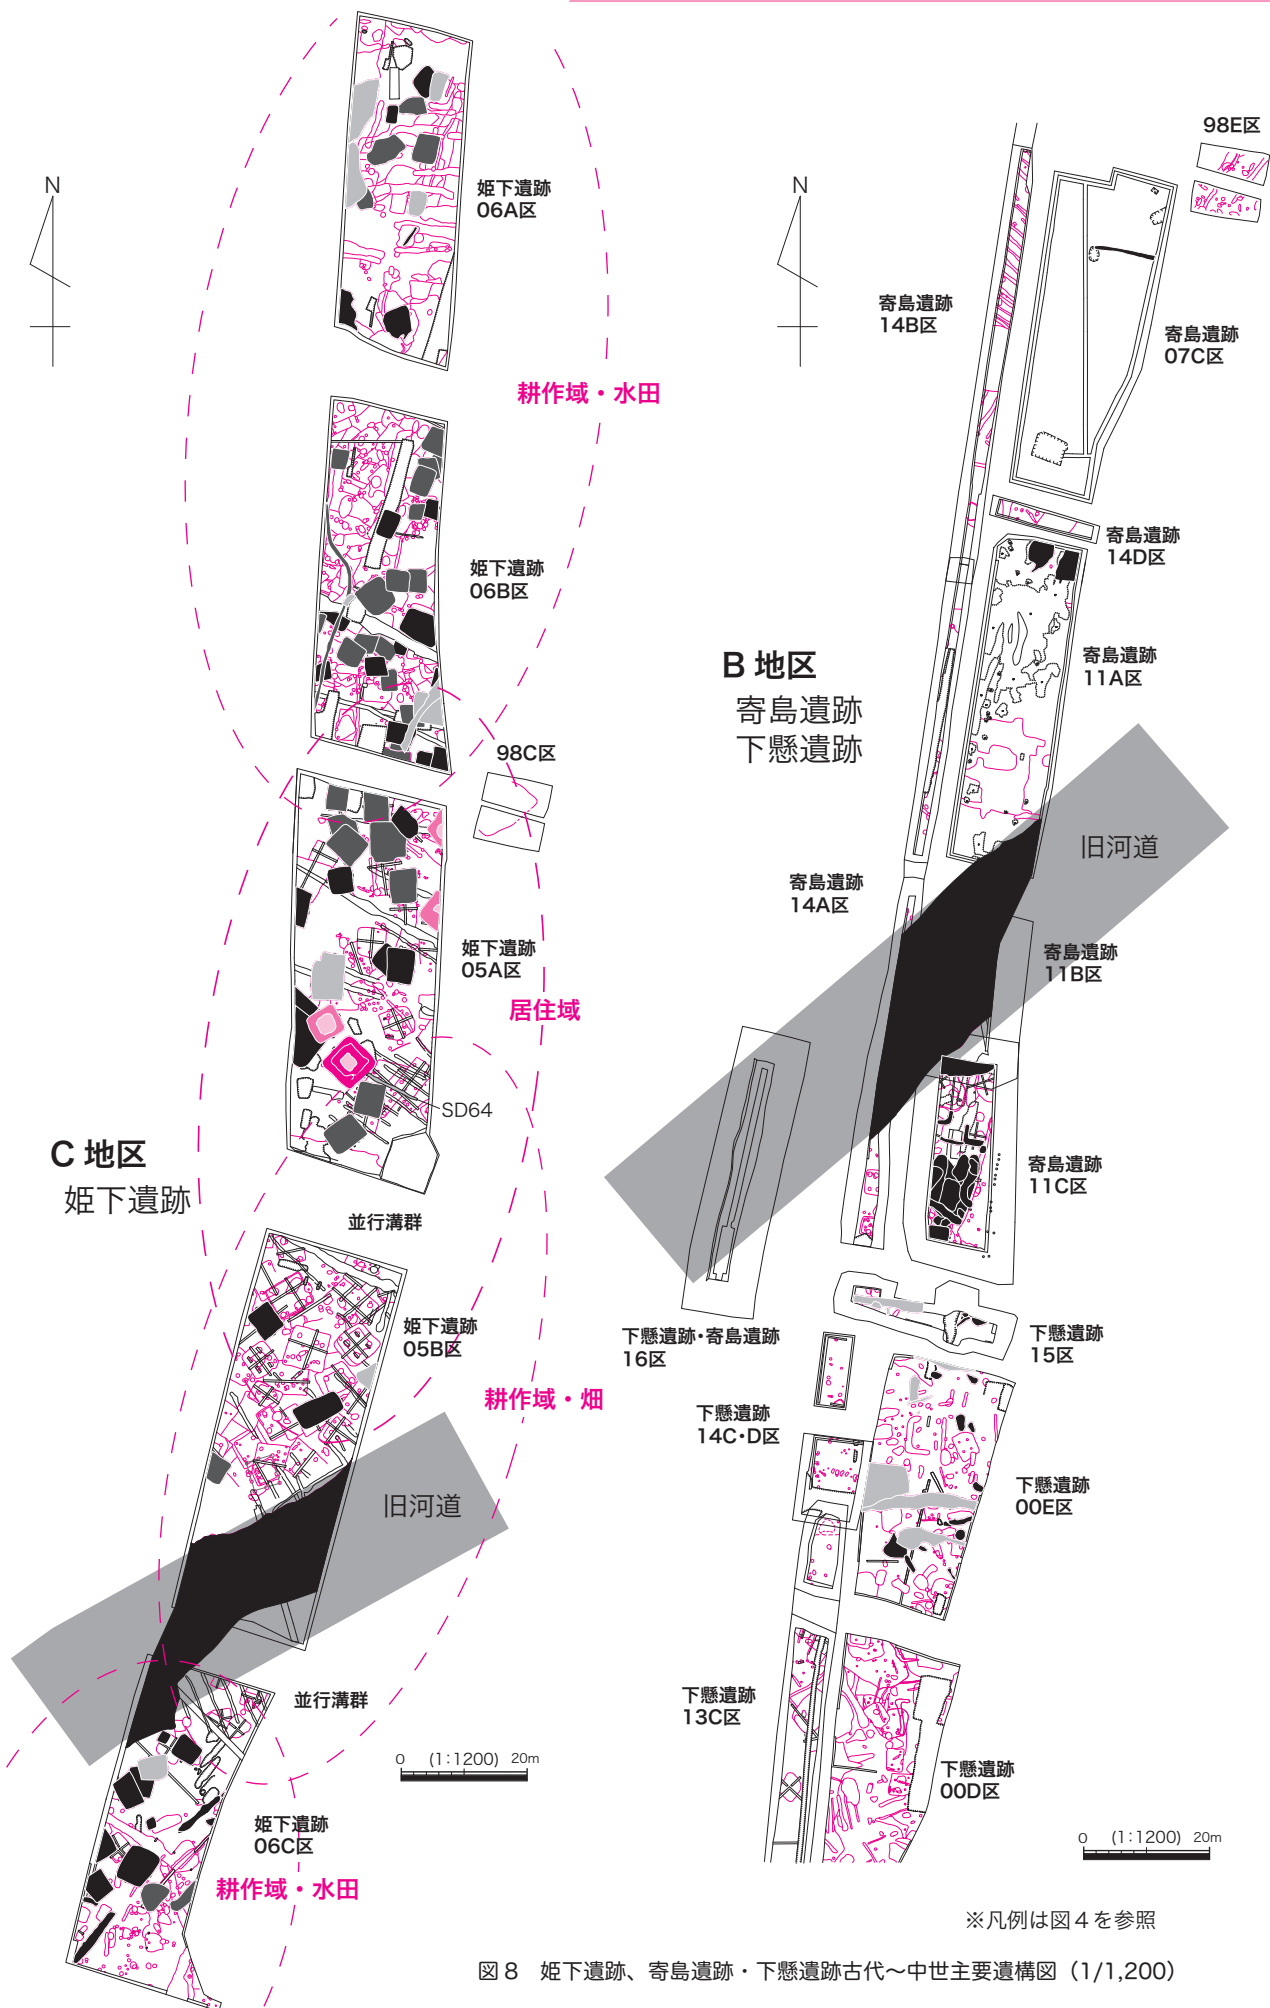 N
姫下遺跡
06A区
耕作域・水田
姫下遺跡
06B区
98C区
姫下遺跡
05A区
居住域
SD64
C 地区
姫下遺跡
並行溝群
姫下遺跡
05B区
耕作域・畑
旧河道
並行溝群
0 (1:1200) 20m
姫下遺跡
06C区
耕作域・水田
N
98E区
寄島遺跡
14B区
寄島遺跡
07C区
寄島遺跡
14D区
B 地区
寄島遺跡
下懸遺跡
寄島遺跡
11A区
旧河道
寄島遺跡
14A区
寄島遺跡
11B区
寄島遺跡
11C区
下懸遺跡・寄島遺跡
16区
下懸遺跡
15区
下懸遺跡
14C・D区
下懸遺跡
00E区
下懸遺跡
13C区
下懸遺跡
00D区
0 (1:1200) 20m
※凡例は図4を参照
図8 姫下遺跡、寄島遺跡・下懸遺跡古代～中世主要遺構図（1/1,200）